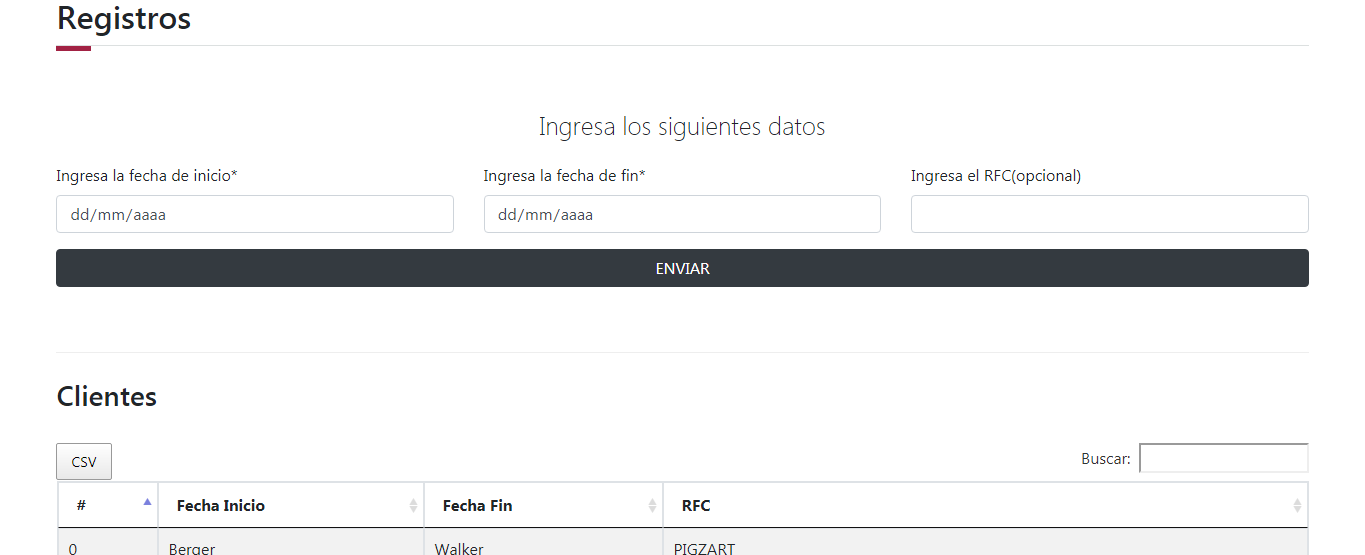 Registros
Ingresa los siguientes datos
Ingresa la fecha de inicio* Ingresa la fecha de fin* Ingresa el RFC(opcional)
dd/mm/aaaa dd/mm/aaaa
ENVIAR
Clientes
CSV Buscar:
# Fecha Inicio Fecha Fin RFC
0 Berger Walker PIGZART